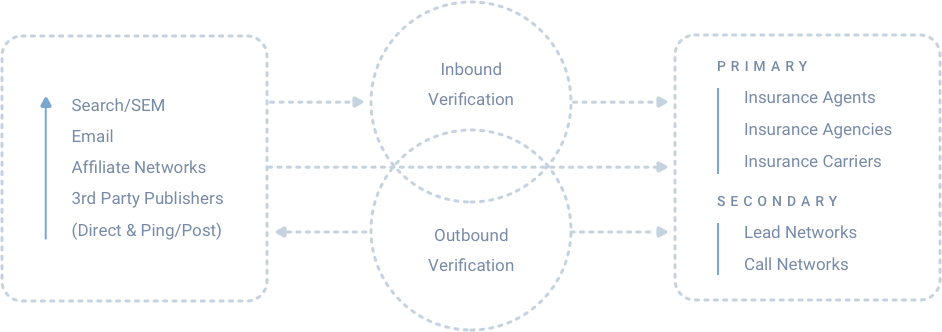 Search/SEM
Email
Affiliate Networks
3rd Party Publishers
(Direct & Ping/Post)
Inbound
Verification
Outbound
Verification
PRIMARY
Insurance Agents
Insurance Agencies
Insurance Carriers
SECONDARY
Lead Networks
Call Networks